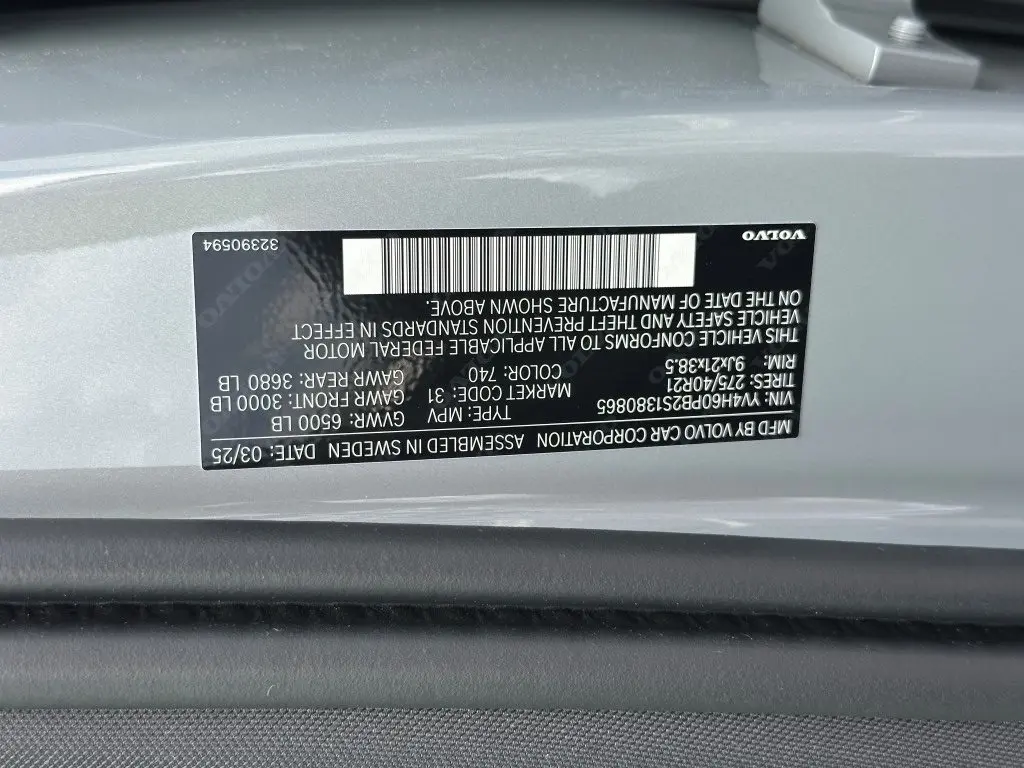 MFD BY VOLVO CAR CORPORATION ASSEMBLED IN SWEDEN DATE: 03/25
VIN: YV4H60PB2S1380865 TYPE: MPV GVWR: 6500 LB
TIRES: 275/40R21 MARKET CODE: 31 GAWR FRONT: 3000 LB
RIM: 9Jx21x38.5 COLOR: 740 GAWR REAR: 3680 LB
THIS VEHICLE CONFORMS TO ALL APPLICABLE FEDERAL MOTOR
VEHICLE SAFETY AND THEFT PREVENTION STANDARDS IN EFFECT
ON THE DATE OF MANUFACTURE SHOWN ABOVE.
VOLVO 32390594